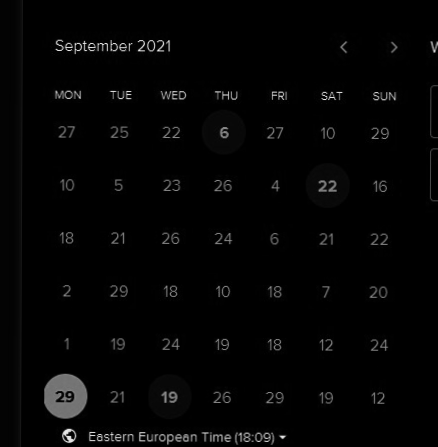 September 2021
W
MON TUE WED THU FRI SAT SUN
27 25 22 6 27 10 29
10 5 23 26 4 22 16
18 21 26 24 6 21 22
2 29 18 10 18 7 20
1 19 24 19 18 12 24
29 21 19 26 29 19 12
Eastern European Time (18:09)